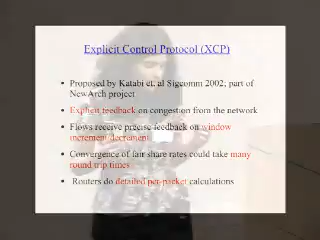 Explicit Control Protocol (XCP)
• Proposed by Katabi et. al Sigcomm 2002; part of
NewArch project
• Explicit feedback on congestion from the network
• Flows receive precise feedback on window
increment/decrement
• Convergence of fair share rates could take many
round trip times
• Routers do detailed per-packet calculations